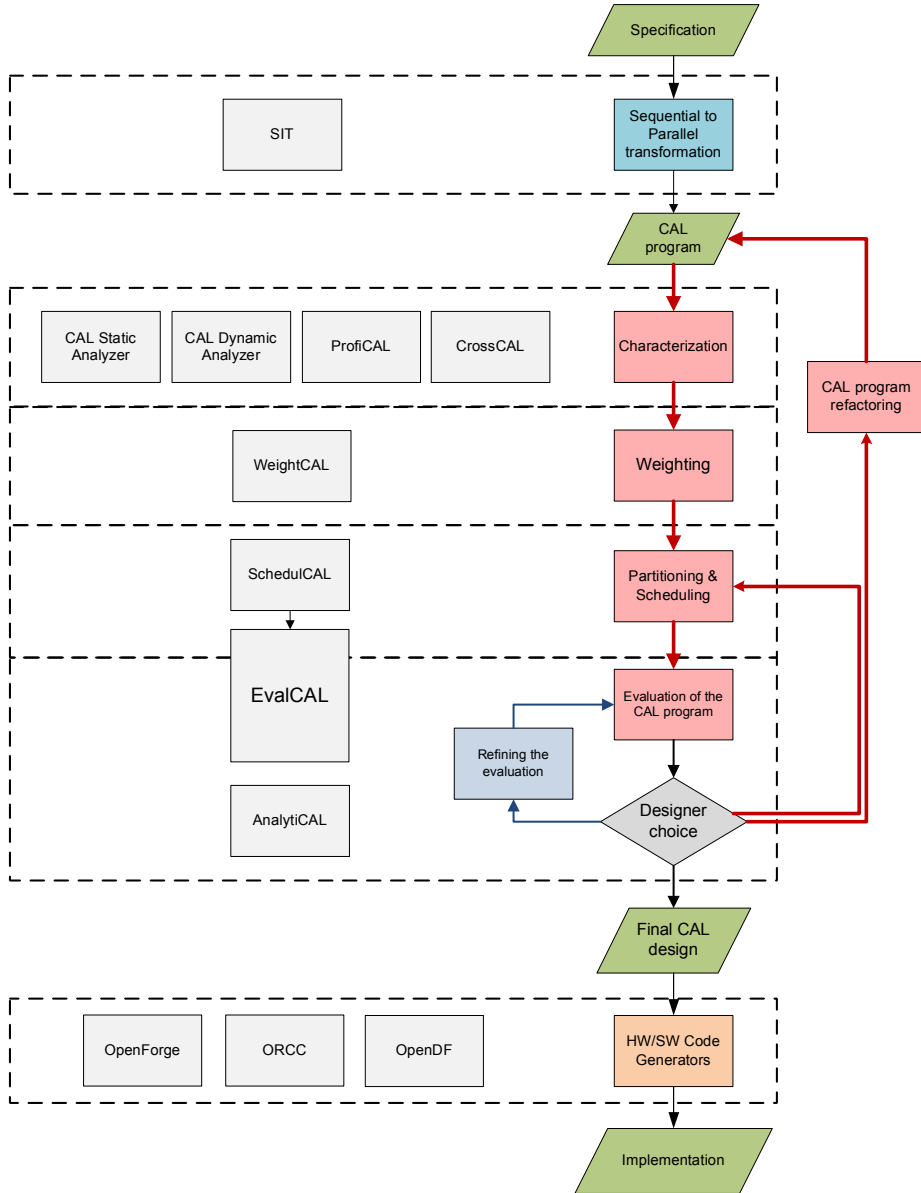 Specification
SIT
Sequential to
Parallel
transformation
CAL
program
CAL Static
Analyzer
CAL Dynamic
Analyzer
ProfiCAL
CrossCAL
Characterization
CAL program
refactoring
WeightCAL
Weighting
SchedulCAL
Partitioning &
Scheduling
EvalCAL
Evaluation of the
CAL program
Refining the
evaluation
AnalytiCAL
Designer
choice
Final CAL
design
OpenForge
ORCC
OpenDF
HW/SW Code
Generators
Implementation